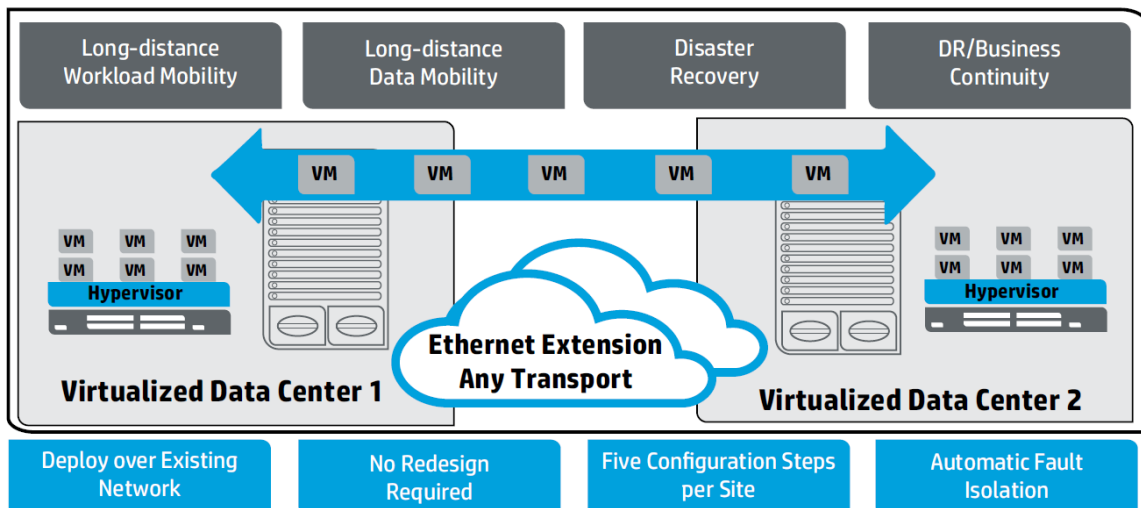 Long-distance
Workload Mobility
Long-distance
Data Mobility
Disaster
Recovery
DR/Business
Continuity
VM VM VM VM VM
VM VM VM
VM VM VM
Hypervisor
VM VM VM
VM VM VM
Hypervisor
Ethernet Extension
Any Transport
Virtualized Data Center 1
Virtualized Data Center 2
Deploy over Existing
Network
No Redesign
Required
Five Configuration Steps
per Site
Automatic Fault
Isolation